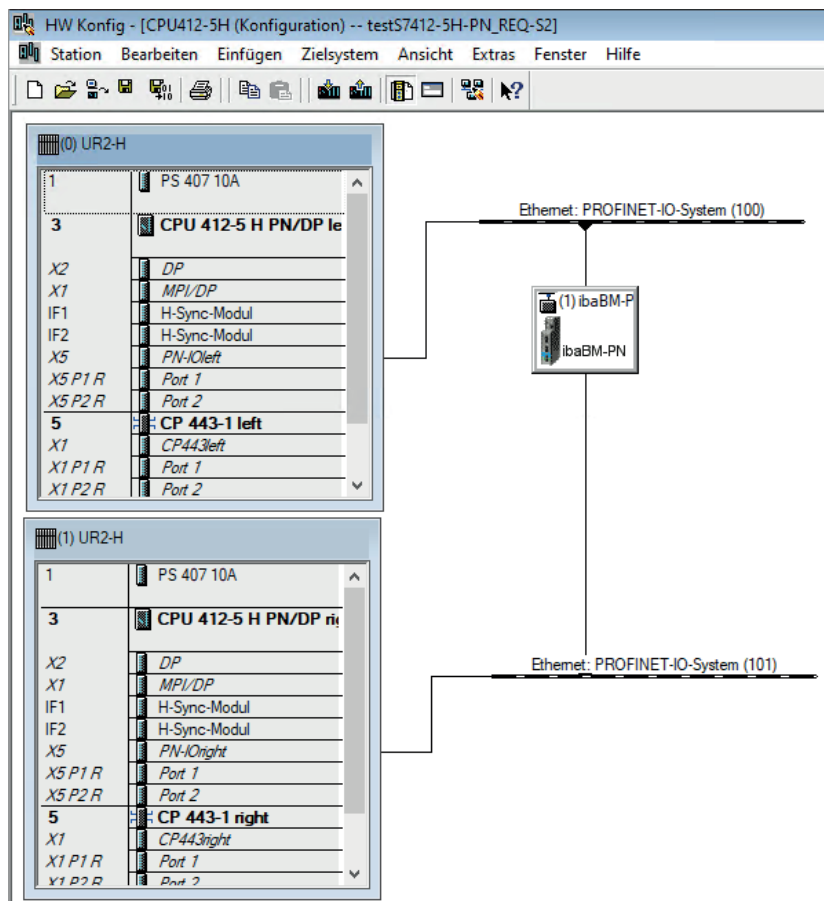 HW Konfig - [CPU412-5H (Konfiguration) -- testS7412-5H-PN_REQ-S2]
Station Bearbeiten Einfügen Zielsystem Ansicht Extras Fenster Hilfe
(0) UR2-H
1 PS 407 10A
3 CPU 412-5 H PN/DP le
X2 DP
X1 MPI/DP
IF1 H-Sync-Modul
IF2 H-Sync-Modul
X5 PN-IOleft
X5 P1 R Port 1
X5 P2 R Port 2
5 CP 443-1 left
X1 CP443left
X1 P1 R Port 1
X1 P2 R Port 2
Ethernet: PROFINET-IO-System (100)
(1) ibaBM-P
ibaBM-PN
(1) UR2-H
1 PS 407 10A
3 CPU 412-5 H PN/DP ri
X2 DP
X1 MPI/DP
IF1 H-Sync-Modul
IF2 H-Sync-Modul
X5 PN-IOright
X5 P1 R Port 1
X5 P2 R Port 2
5 CP 443-1 right
X1 CP443right
X1 P1 R Port 1
X1 P2 R Port 2
Ethernet: PROFINET-IO-System (101)